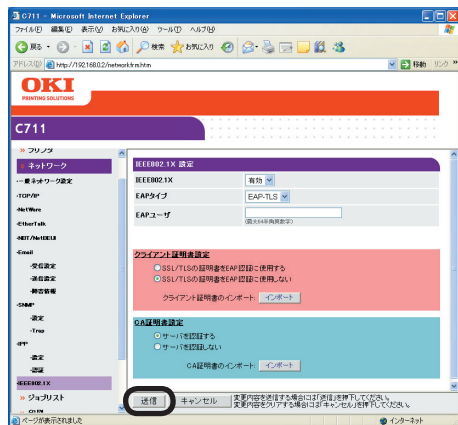 C711 - Microsoft Internet Explorer
ファイル(F) 編集(E) 表示(V) お気に入り(A) ツール(T) ヘルプ(H)
戻る 検索 お気に入り
アドレス(D) http://192.168.0.2/networkfrm.htm 移動 リンク »
OKI
PRINTING SOLUTIONS
C711
» プリンタ
» ネットワーク
・一般ネットワーク設定
・TCP/IP
・NetWare
・EtherTalk
・NBT/NetBEUI
・Email
・受信設定
・送信設定
・障害情報
・SNMP
・設定
・Trap
・IPP
・設定
・認証
・IEEE802.1X
» ジョブリスト
IEEE802.1X 設定
IEEE802.1X 有効
EAPタイプ EAP-TLS
EAPユーザ
(最大64半角英数字)
クライアント証明書設定
SSL/TLSの証明書をEAP認証に使用する
SSL/TLSの証明書をEAP認証に使用しない
クライアント証明書のインポート: インポート
CA証明書設定
サーバを認証する
サーバを認証しない
CA証明書のインポート: インポート
送信 キャンセル 変更内容を送信する場合には「送信」を押下してください。
変更内容をクリアする場合には「キャンセル」を押下してください。
ページが表示されました インターネット